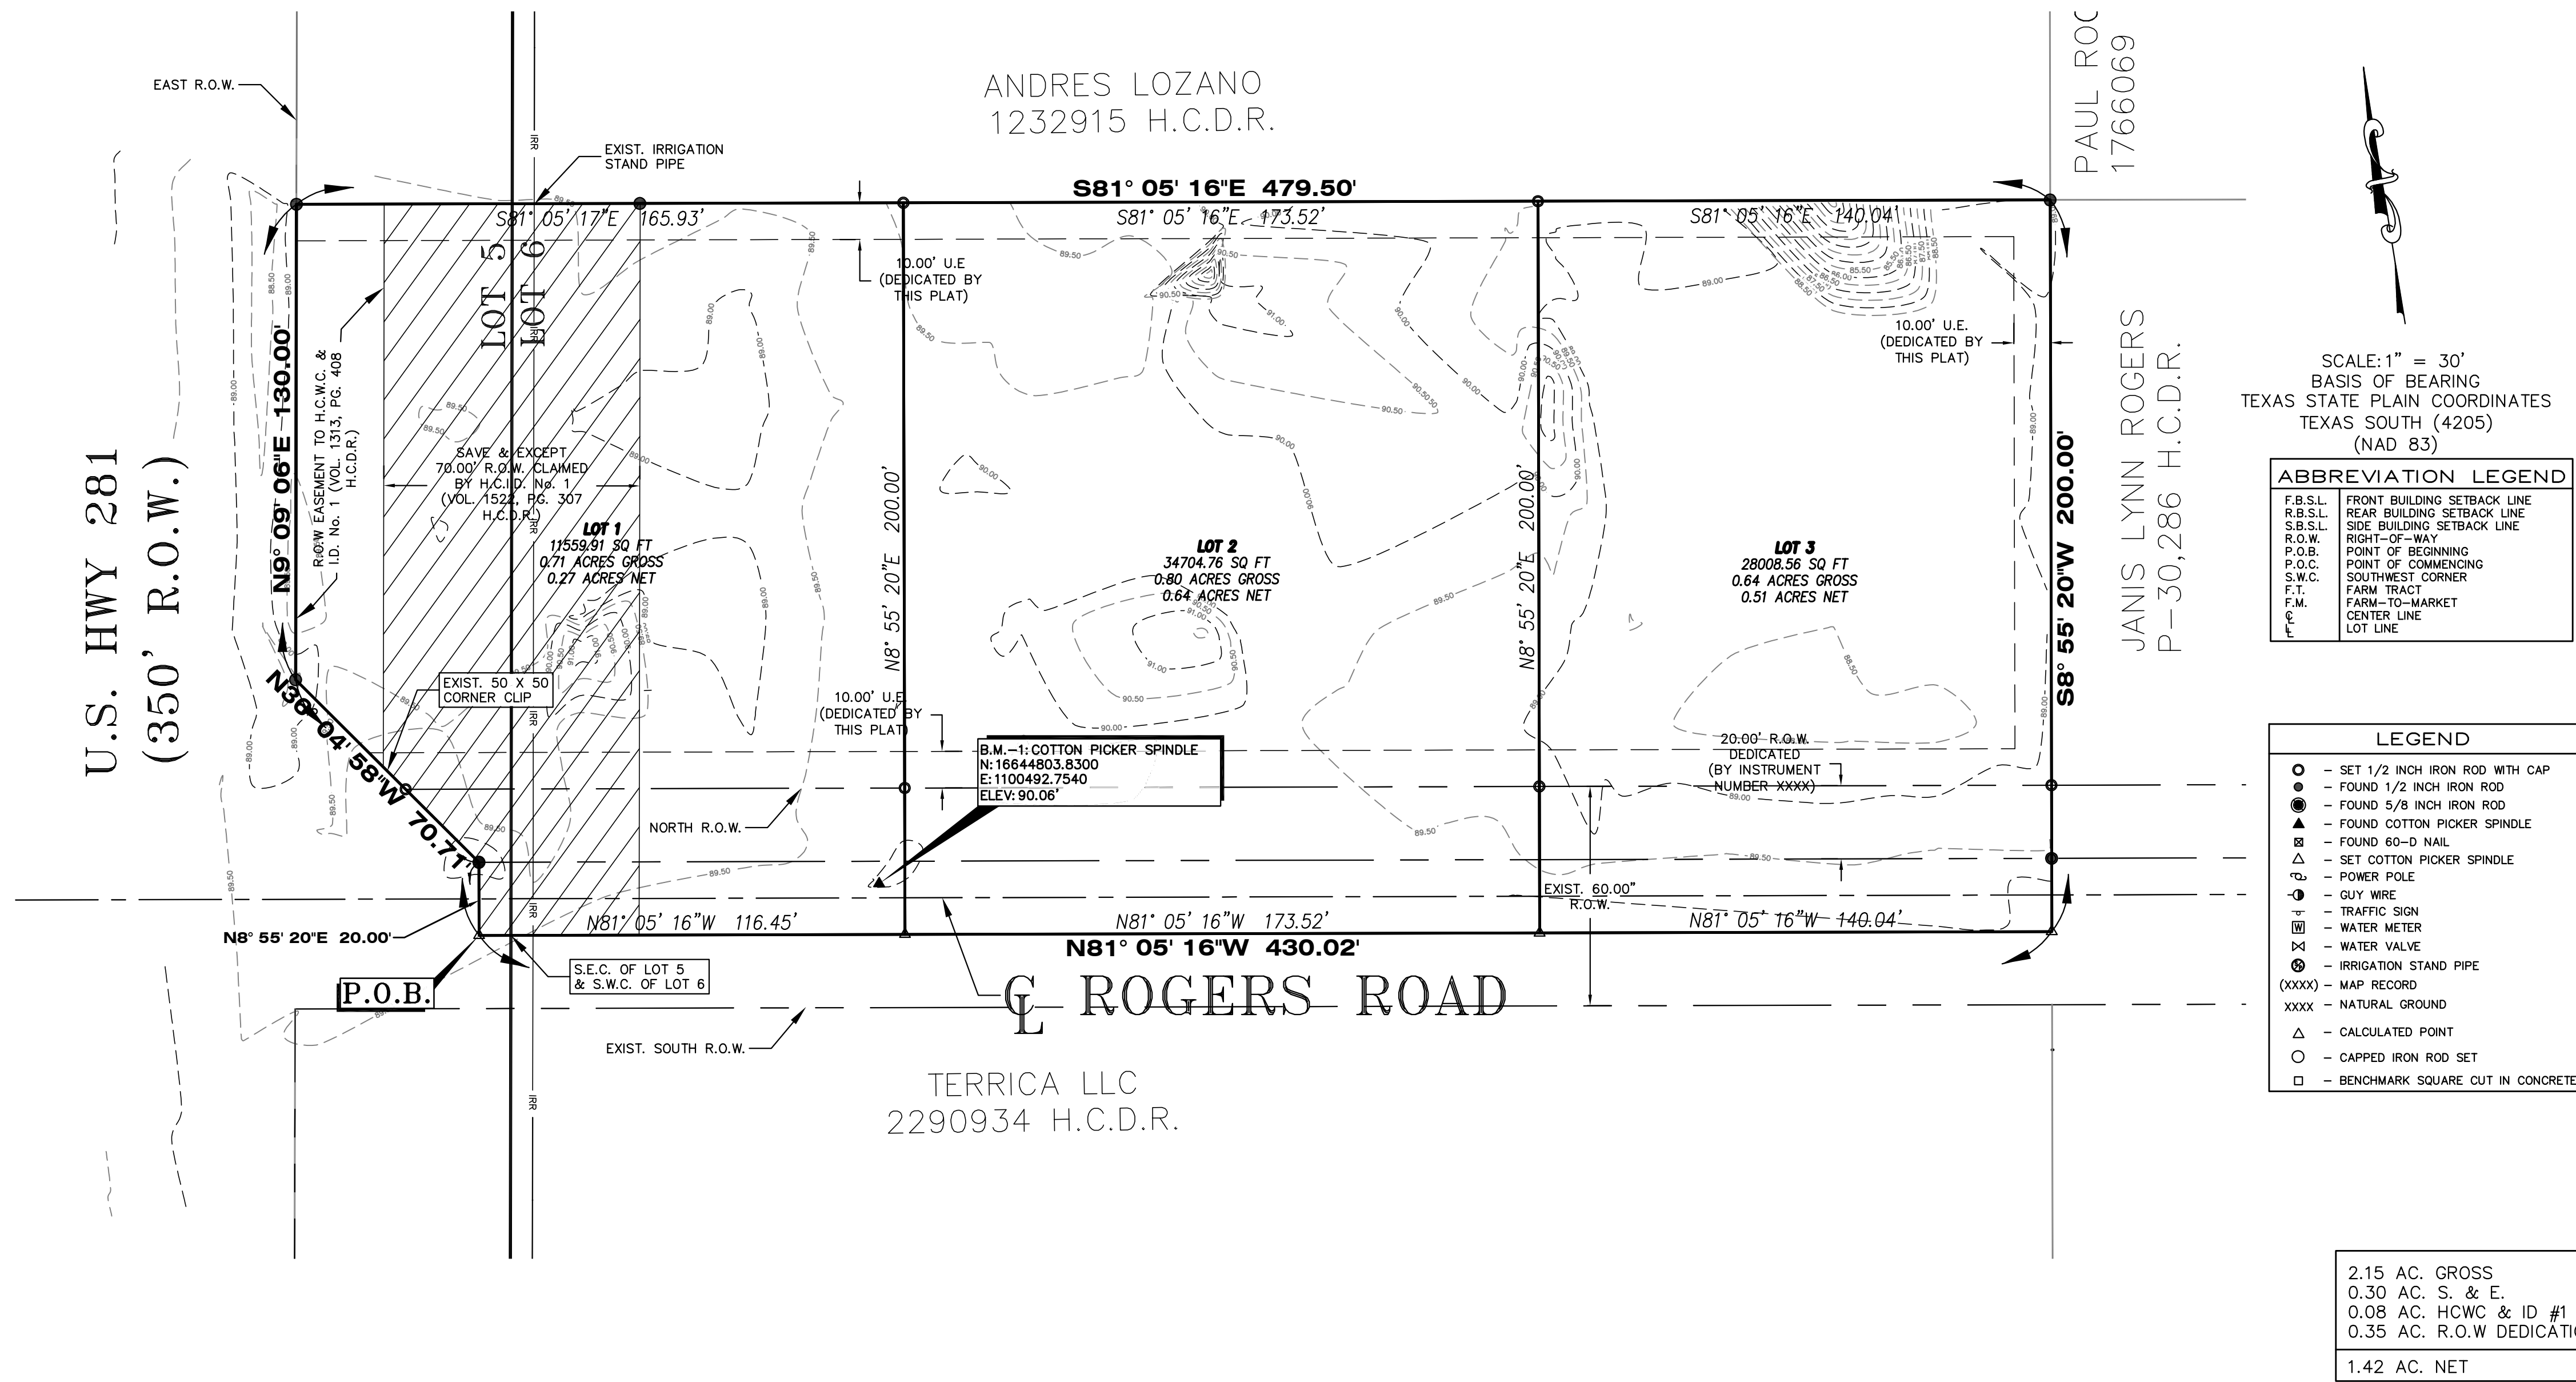 EAST R.O.W.
ANDRES LOZANO
1232915 H.C.D.R.
PAUL
1766069
EXIST. IRRIGATION
STAND PIPE
IRR
S81° 05' 16"E 479.50'
S81° 05' 17"E 165.93'
S81° 05' 16"E 173.52'
S81° 05' 16"E 140.04'
LOT 5
LOT 6
IRR
10.00' U.E
(DEDICATED BY
THIS PLAT)
10.00' U.E.
(DEDICATED BY
THIS PLAT)
U.S. HWY 281
(350' R.O.W.)
N9° 09' 06"E 130.00'
R.O.W EASEMENT TO H.C.W.C. &
I.D. No. 1 (VOL. 1313, PG. 408
H.C.D.R.)
SAVE & EXCEPT
70.00' R.O.W. CLAIMED
BY H.C.I.D. No. 1
(VOL. 1522, PG. 307
H.C.D.R.)
IRR
LOT 1
11559.91 SQ FT
0.71 ACRES GROSS
0.27 ACRES NET
N8° 55' 20"E 200.00'
LOT 2
34704.76 SQ FT
0.80 ACRES GROSS
0.64 ACRES NET
N8° 55' 20"E 200.00'
LOT 3
28008.56 SQ FT
0.64 ACRES GROSS
0.51 ACRES NET
S8° 55' 20"W 200.00'
JANIS LYNN ROGERS
P-30,286 H.C.D.R.
N36° 04' 58"W 70.71'
EXIST. 50 X 50
CORNER CLIP
IRR
10.00' U.E.
(DEDICATED BY
THIS PLAT)
B.M.-1: COTTON PICKER SPINDLE
N: 16644803.8300
E: 1100492.7540
ELEV: 90.06'
20.00' R.O.W.
DEDICATED
(BY INSTRUMENT
NUMBER XXXX)
NORTH R.O.W.
EXIST. 60.00"
R.O.W.
IRR
N81° 05' 16"W 116.45'
N81° 05' 16"W 173.52'
N81° 05' 16"W 140.04'
N8° 55' 20"E 20.00'
N81° 05' 16"W 430.02'
P.O.B.
S.E.C. OF LOT 5
& S.W.C. OF LOT 6
℄ ROGERS ROAD
EXIST. SOUTH R.O.W.
IRR
TERRICA LLC
2290934 H.C.D.R.
SCALE: 1" = 30'
BASIS OF BEARING
TEXAS STATE PLAIN COORDINATES
TEXAS SOUTH (4205)
(NAD 83)
ABBREVIATION LEGEND
F.B.S.L. FRONT BUILDING SETBACK LINE
R.B.S.L. REAR BUILDING SETBACK LINE
S.B.S.L. SIDE BUILDING SETBACK LINE
R.O.W. RIGHT-OF-WAY
P.O.B. POINT OF BEGINNING
P.O.C. POINT OF COMMENCING
S.W.C. SOUTHWEST CORNER
F.T. FARM TRACT
F.M. FARM-TO-MARKET
℄ CENTER LINE
LOT LINE
LEGEND
- SET 1/2 INCH IRON ROD WITH CAP
- FOUND 1/2 INCH IRON ROD
- FOUND 5/8 INCH IRON ROD
- FOUND COTTON PICKER SPINDLE
- FOUND 60-D NAIL
- SET COTTON PICKER SPINDLE
- POWER POLE
- GUY WIRE
- TRAFFIC SIGN
W - WATER METER
- WATER VALVE
- IRRIGATION STAND PIPE
(XXXX) - MAP RECORD
XXXX - NATURAL GROUND
- CALCULATED POINT
- CAPPED IRON ROD SET
- BENCHMARK SQUARE CUT IN CONCRETE
2.15 AC. GROSS
0.30 AC. S. & E.
0.08 AC. HCWC & ID #1
0.35 AC. R.O.W
1.42 AC. NET